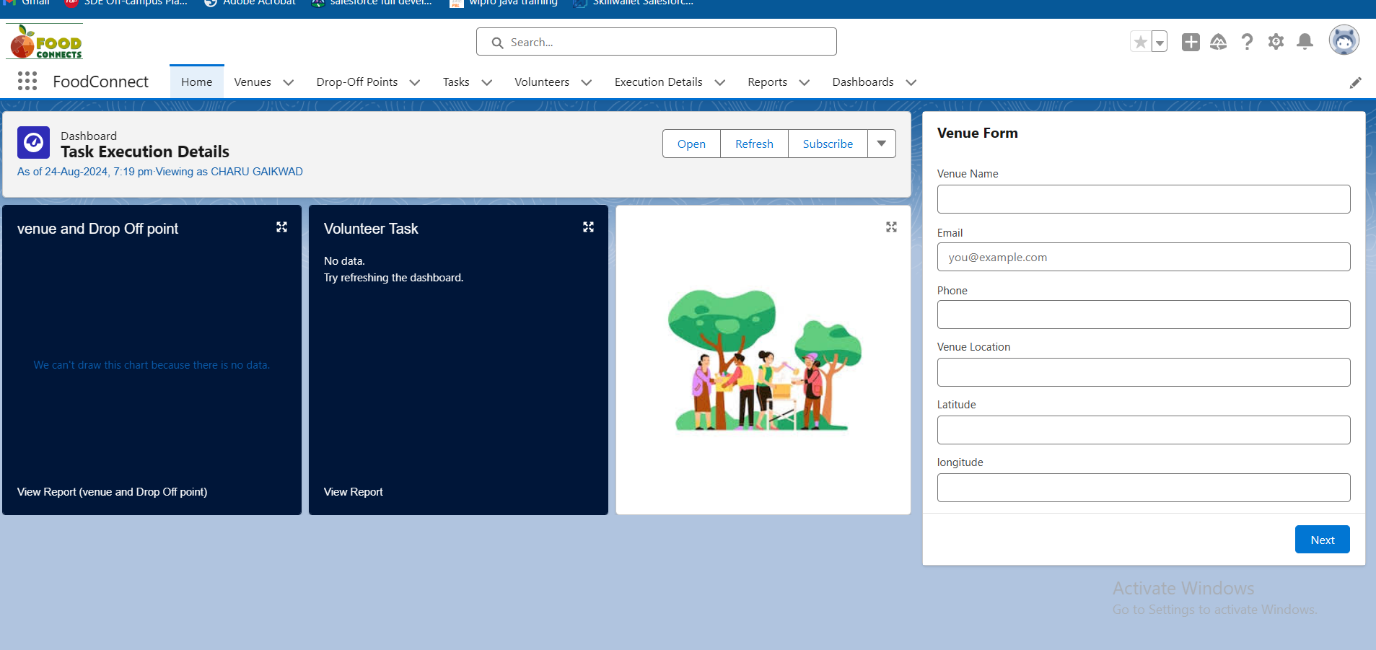 Gmail SDE Off-campus Pla... Adobe Acrobat salesforce full devel... wipro java training Skillwallet Salesforc...
FOOD
CONNECTS
Search...
FoodConnect Home Venues Drop-Off Points Tasks Volunteers Execution Details Reports Dashboards
Dashboard
Task Execution Details
As of 24-Aug-2024, 7:19 pm·Viewing as CHARU GAIKWAD
Open Refresh Subscribe
venue and Drop Off point
We can't draw this chart because there is no data.
View Report (venue and Drop Off point)
Volunteer Task
No data.
Try refreshing the dashboard.
View Report
Venue Form
Venue Name
Email
you@example.com
Phone
Venue Location
Latitude
longitude
Next
Activate Windows
Go to Settings to activate Windows.